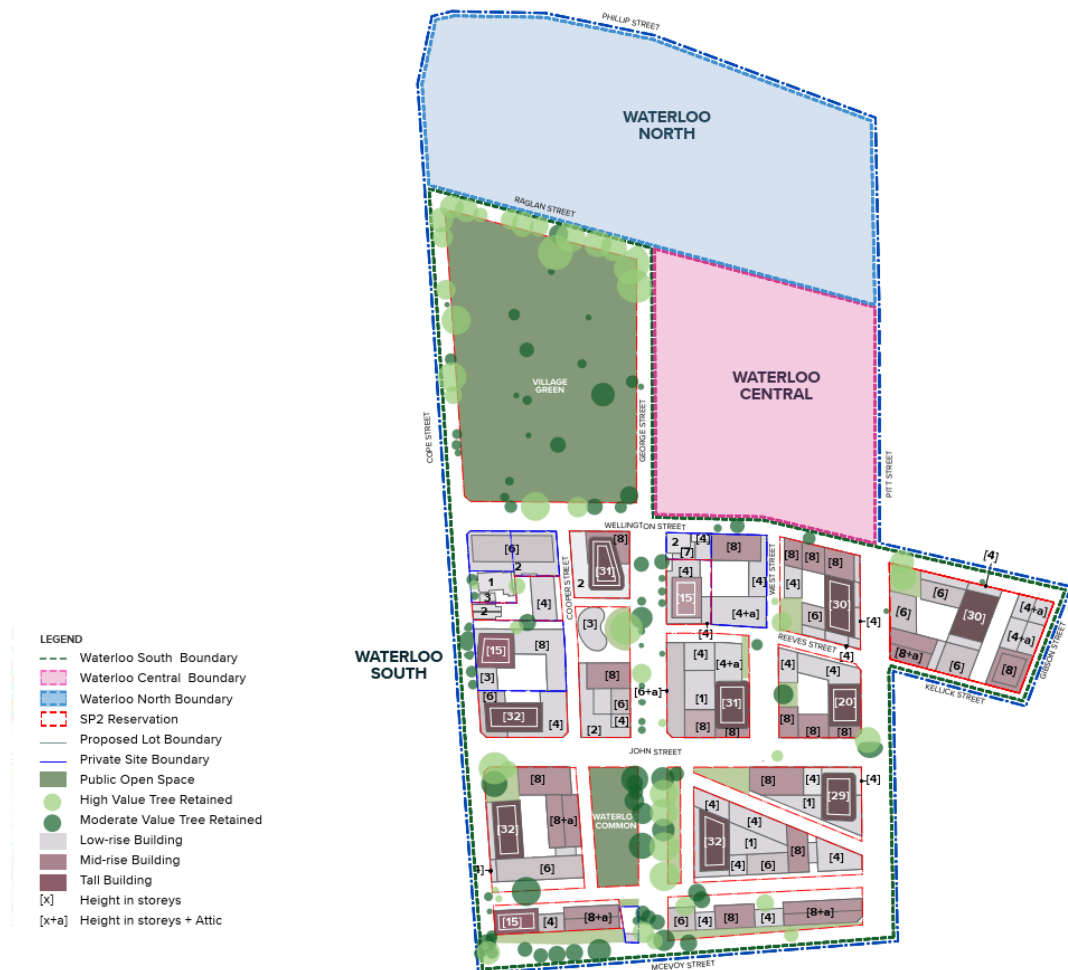 PHILLIP STREET
WATERLOO
NORTH
RAGLAN STREET
VILLAGE
GREEN
WATERLOO
CENTRAL
COPE STREET
GEORGE STREET
PITT STREET
WELLINGTON STREET
[6]
2
1
3
2
[4]
[15]
[8]
[3]
[6]
[32]
[4]
COOPER STREET
[8]
[31]
2
[3]
[8]
[6]
[4]
[2]
2
[4]
[7]
[8]
[4]
[15]
[4]
[4+a]
[4]
WEST STREET
[8]
[8]
[8]
[4]
[30]
[6]
[4]
REEVES STREET
[4]
[4]
[6]
[6]
[30]
[4+a]
[4+a]
[8+a]
[6]
[8]
GIBSON STREET
KELLICK STREET
WATERLOO
SOUTH
[6+a]
[4]
[4+a]
[1]
[31]
[8]
[8]
[8]
[4]
[4]
[8]
[20]
[8]
[8]
JOHN STREET
[8]
[32]
[8+a]
[6]
4]
WATERLO
COMMON
[8]
[4]
[4]
[1]
[29]
[4]
[4]
[1]
[32]
[8]
[4]
[6]
[4]
[15]
[4]
[8+a]
[6]
[4]
[8]
[4]
[8+a]
MCEVOY STREET
LEGEND
Waterloo South Boundary
Waterloo Central Boundary
Waterloo North Boundary
SP2 Reservation
Proposed Lot Boundary
Private Site Boundary
Public Open Space
High Value Tree Retained
Moderate Value Tree Retained
Low-rise Building
Mid-rise Building
Tall Building
[x] Height in storeys
[x+a] Height in storeys + Attic